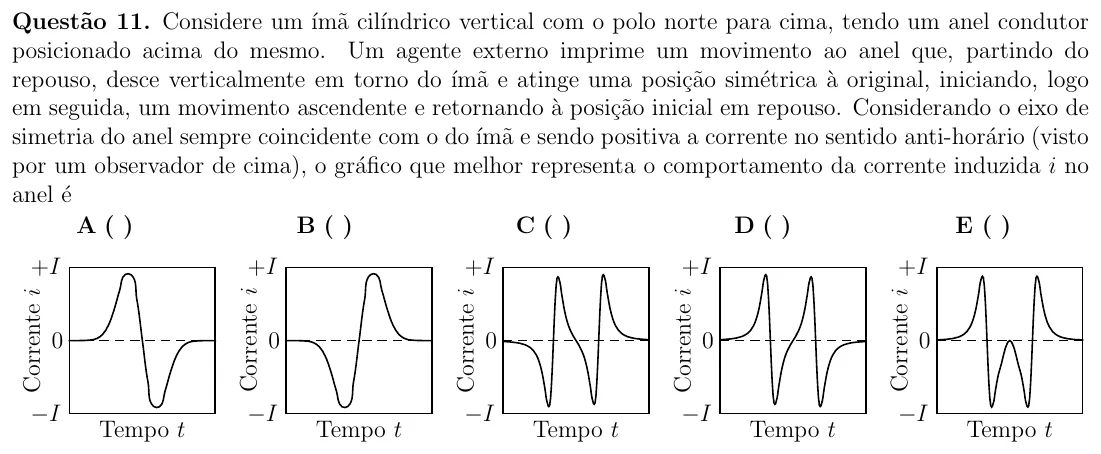 Questão 11. Considere um ímã cilíndrico vertical com o polo norte para cima, tendo um anel condutor
posicionado acima do mesmo. Um agente externo imprime um movimento ao anel que, partindo do
repouso, desce verticalmente em torno do ímã e atinge uma posição simétrica à original, iniciando, logo
em seguida, um movimento ascendente e retornando à posição inicial em repouso. Considerando o eixo de
simetria do anel sempre coincidente com o do ímã e sendo positiva a corrente no sentido anti-horário (visto
por um observador de cima), o gráfico que melhor representa o comportamento da corrente induzida i no
anel é
A ( ) B ( ) C ( ) D ( ) E ( )
+I +I +I +I +I
Corrente i Corrente i Corrente i Corrente i Corrente i
0 0 0 0 0
−I −I −I −I −I
Tempo t Tempo t Tempo t Tempo t Tempo t